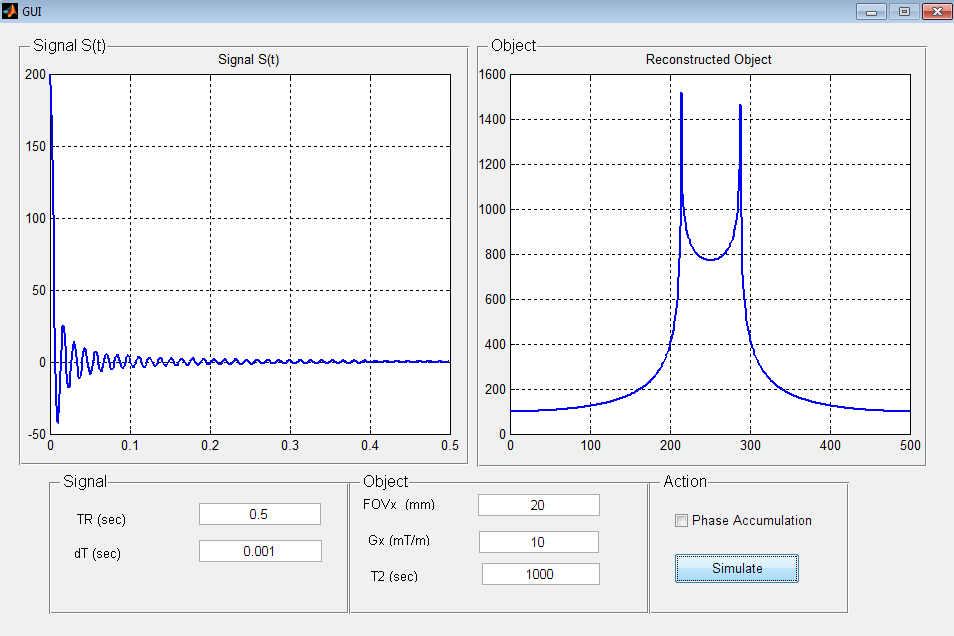 GUI
Signal S(t)
Signal S(t)
200
150
100
50
0
-50
0 0.1 0.2 0.3 0.4 0.5
Object
Reconstructed Object
1600
1400
1200
1000
800
600
400
200
0
0 100 200 300 400 500
Signal
TR (sec) 0.5
dT (sec) 0.001
Object
FOVx (mm) 20
Gx (mT/m) 10
T2 (sec) 1000
Action
Phase Accumulation
Simulate